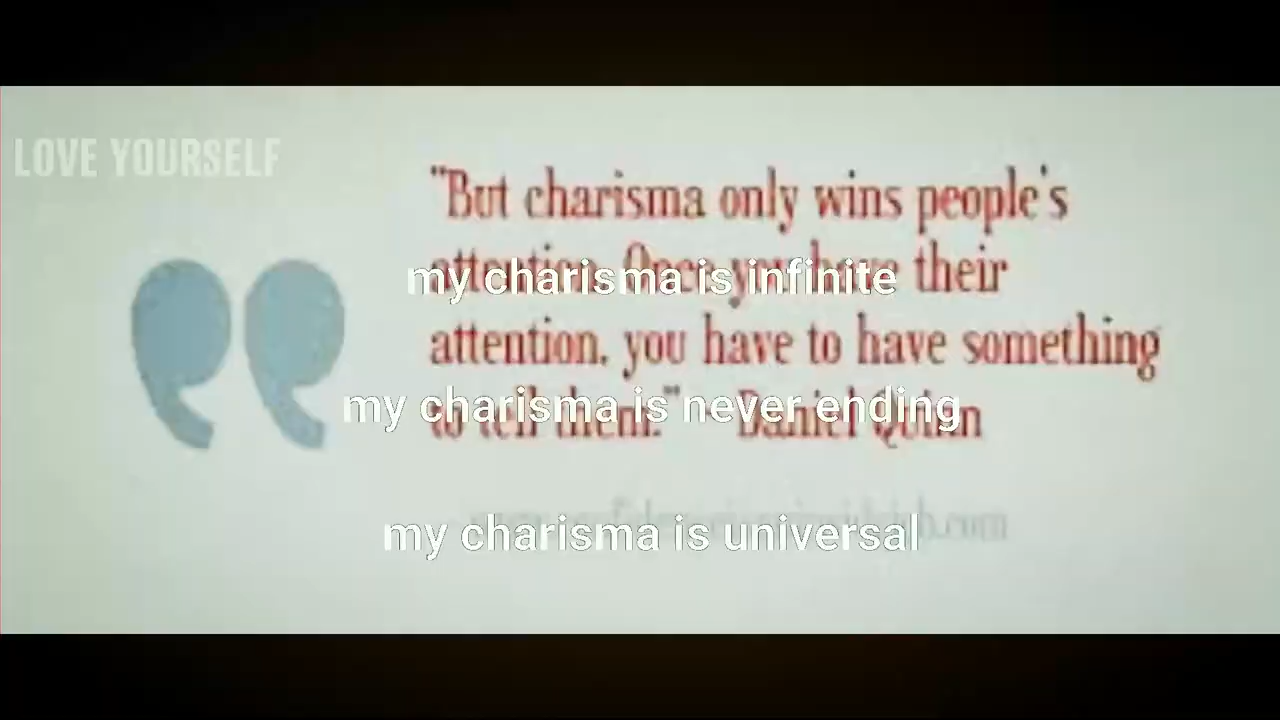 LOVE YOURSELF
"But charisma only wins people's
attention. Once you have their
attention, you have to have something
to tell them." Daniel Quinn
my charisma is infinite
my charisma is never ending
my charisma is universal
.com